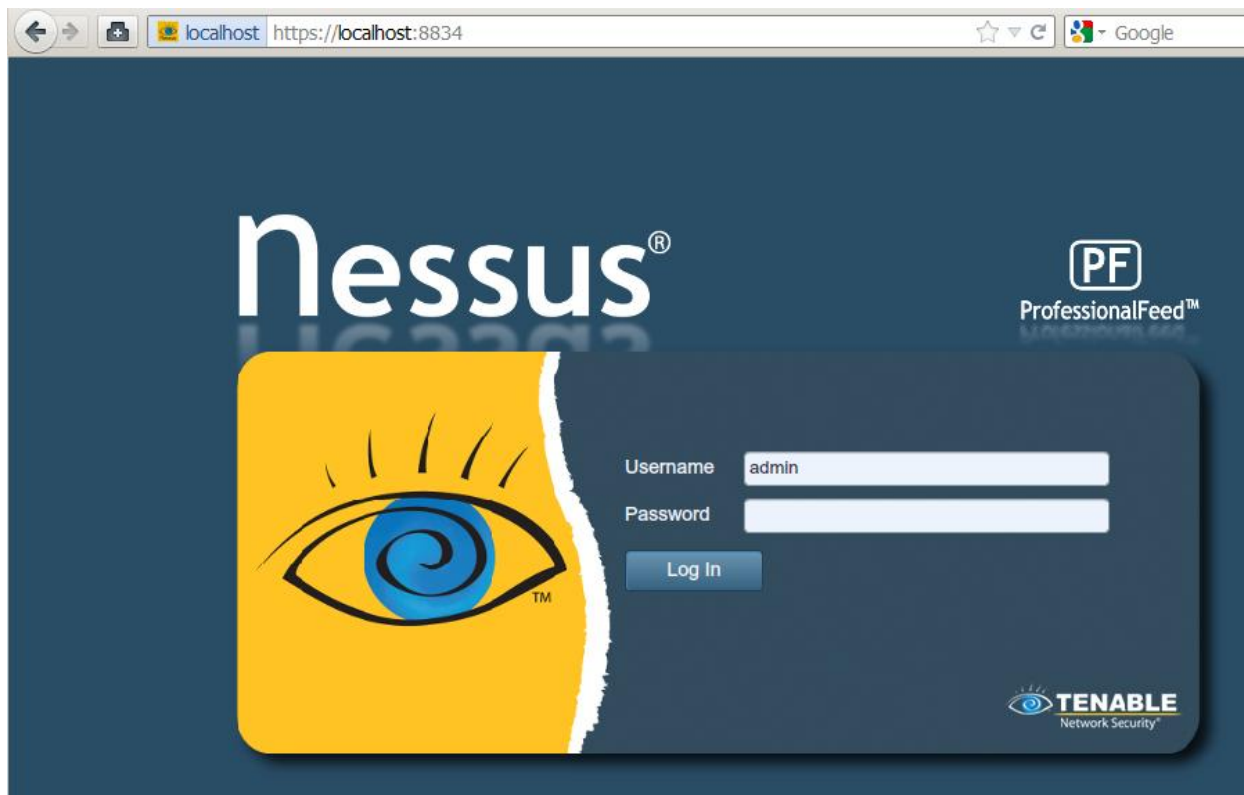 localhost https://localhost:8834
Google
nessus®
PF
ProfessionalFeed™
Username admin
Password
Log In
TM
TENABLE
Network Security®